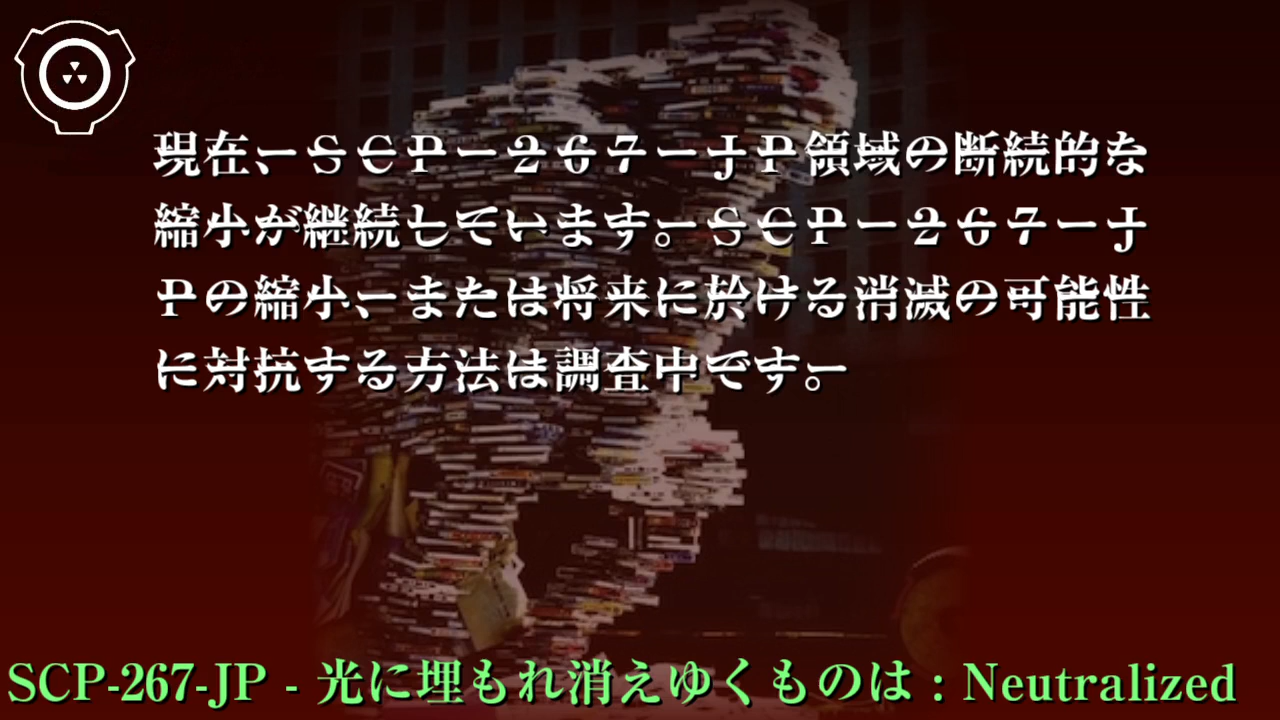 現在、SCP-267-JP領域の断続的な
縮小が継続しています。SCP-267-J
Pの縮小、または将来に於ける消滅の可能性
に対抗する方法は調査中です。
SCP-267-JP - 光に埋もれ消えゆくものは : Neutralized